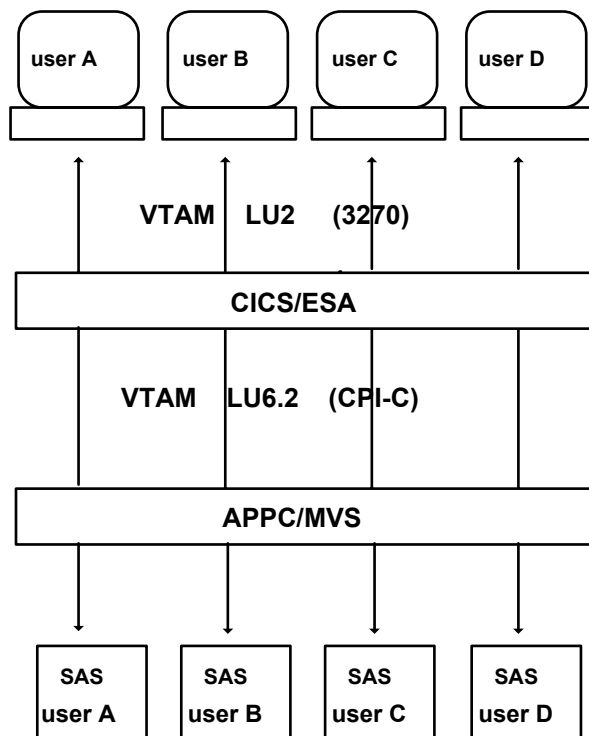 user A user B user C user D
VTAM LU2 (3270)
CICS/ESA
VTAM LU6.2 (CPI-C)
APPC/MVS
SAS SAS SAS SAS
user A user B user C user D